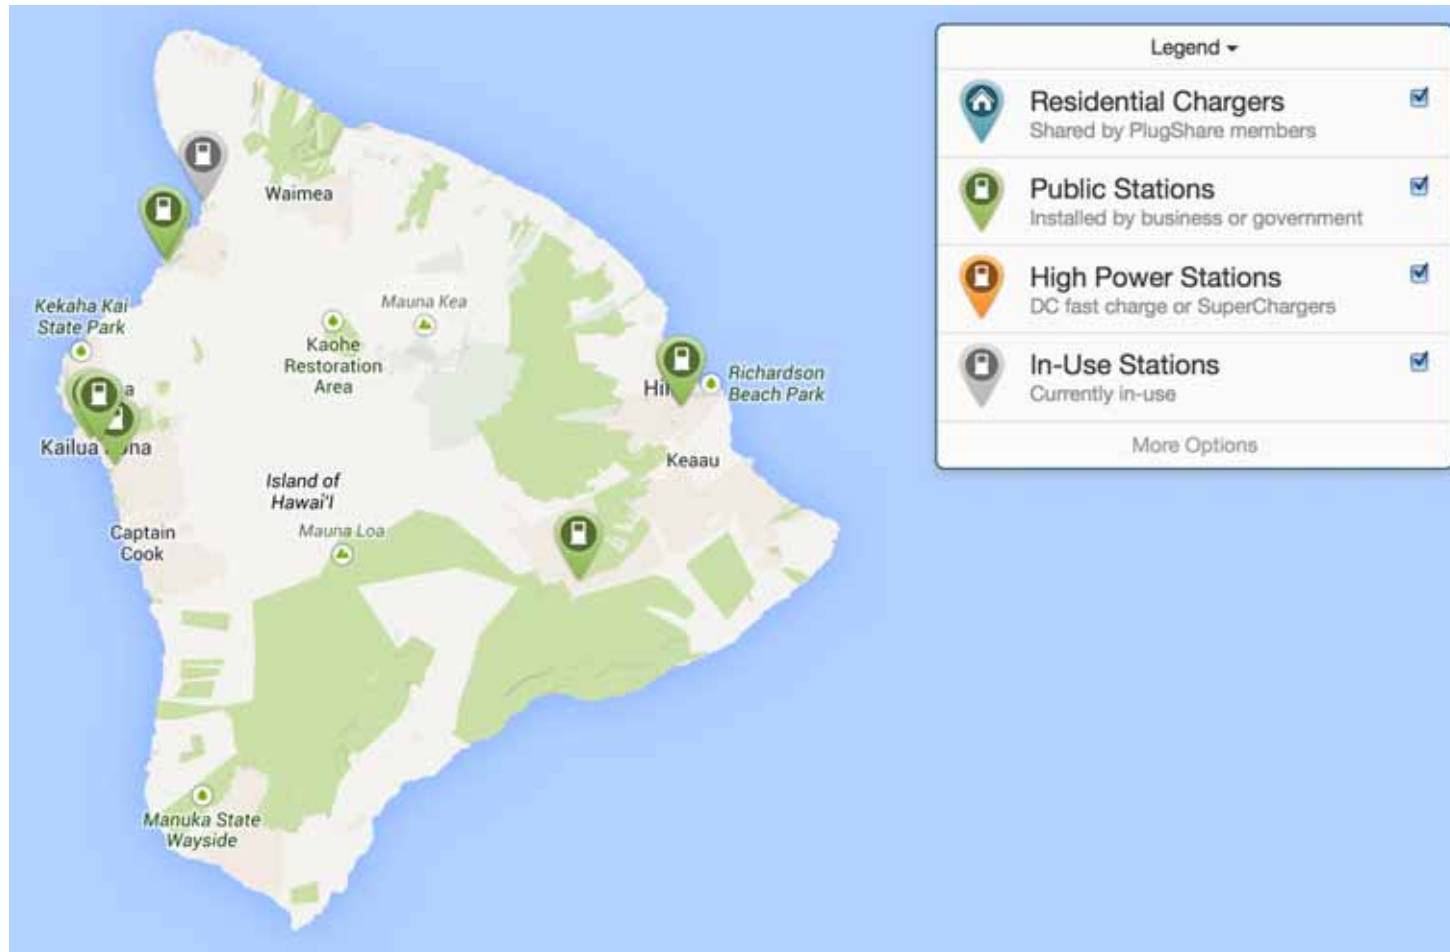 Waimea
Kekaha Kai
State Park
Mauna Kea
Kaohe
Restoration
Area
Richardson
Beach Park
Keaau
Island of
Hawai'I
Mauna Loa
Captain
Cook
Manuka State
Wayside
Kailua
Legend
Residential Chargers
Shared by PlugShare members
Public Stations
Installed by business or government
High Power Stations
DC fast charge or SuperChargers
In-Use Stations
Currently in-use
More Options